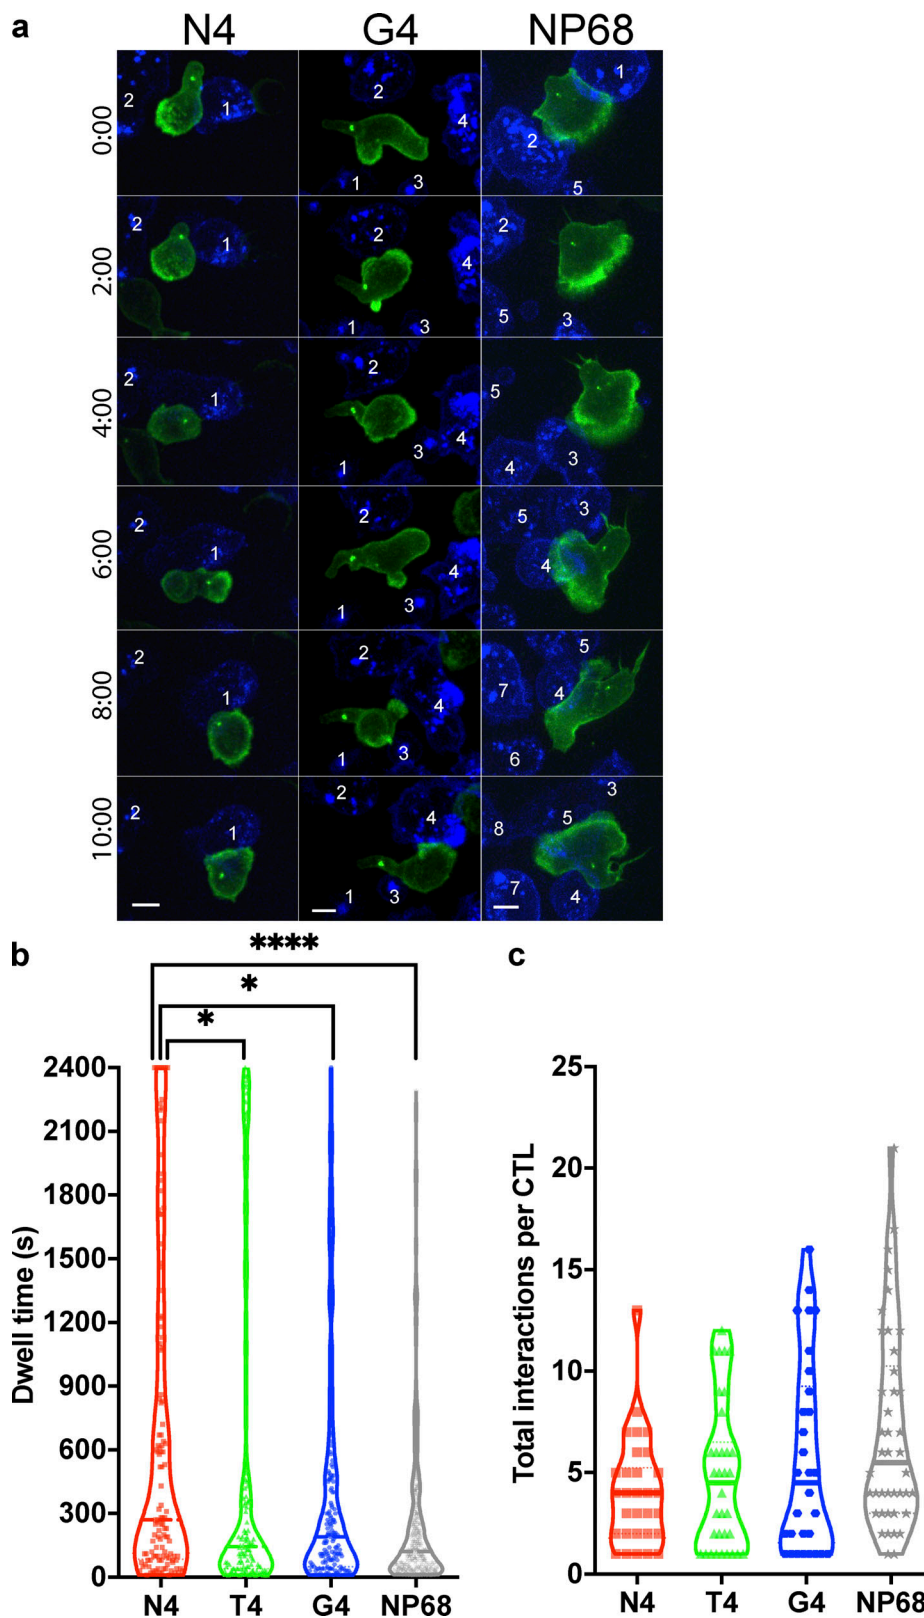 a
N4 G4 NP68
0:00
2 1
2 4 1 3
1 2 5
2:00
2 1
2 4 1 3
2 5 3
4:00
2 1
2 4 3 1
5 4 3
6:00
2 1
2 4 3 1
5 3 4
8:00
2 1
2 4 3 1
5 7 4 6
10:00
2 1
2 4 1 3
3 5 8 7 4
b
****
*
*
Dwell time (s)
2400
2100
1800
1500
1200
900
600
300
0
N4 T4 G4 NP68
c
Total interactions per CTL
25
20
15
10
5
0
N4 T4 G4 NP68